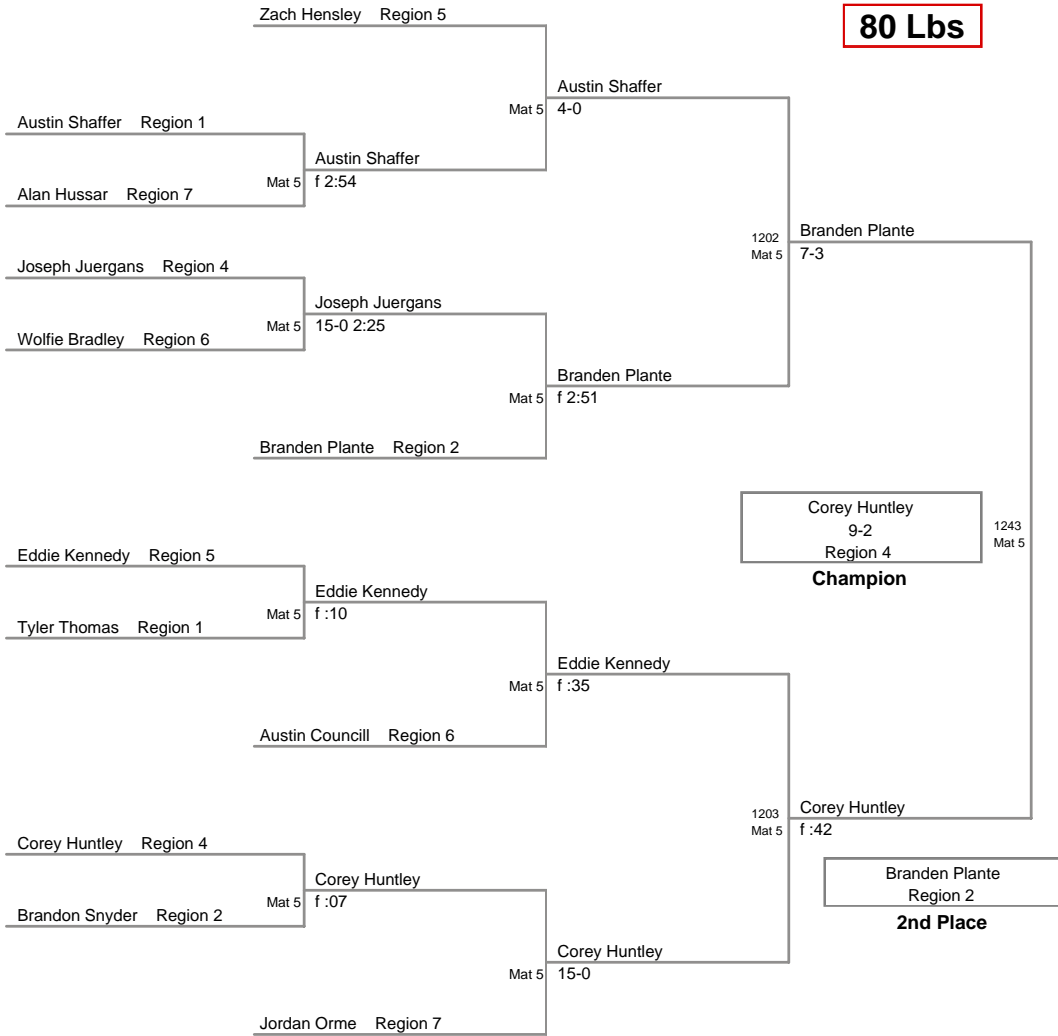 Zach Hensley Region 5
80 Lbs
Austin Shaffer
Mat 5
4-0
Austin Shaffer Region 1
Austin Shaffer
Mat 5
f 2:54
Alan Hussar Region 7
1202
Mat 5
Branden Plante
7-3
Joseph Juergans Region 4
Joseph Juergans
Mat 5
15-0 2:25
Wolfie Bradley Region 6
Branden Plante
Mat 5
f 2:51
Branden Plante Region 2
Corey Huntley
9-2
Region 4
Champion
1243
Mat 5
Eddie Kennedy Region 5
Eddie Kennedy
Mat 5
f :10
Tyler Thomas Region 1
Eddie Kennedy
Mat 5
f :35
Austin Councill Region 6
1203
Mat 5
Corey Huntley
f :42
Corey Huntley Region 4
Corey Huntley
Mat 5
f :07
Brandon Snyder Region 2
Branden Plante
Region 2
2nd Place
Corey Huntley
Mat 5
15-0
Jordan Orme Region 7